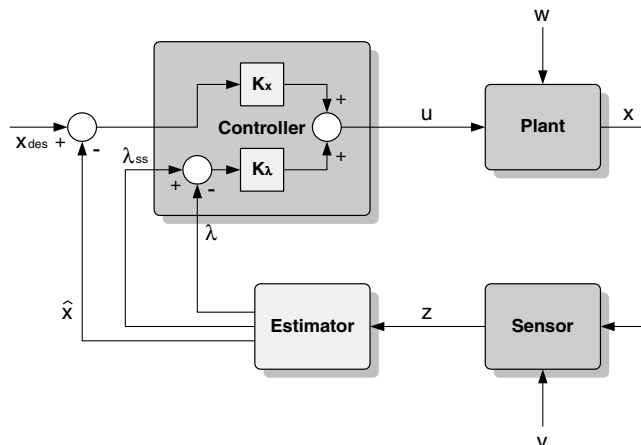 w
Kx
+
Controller
u
Plant
x
xdes
+
-
+
λss
+
-
Kλ
λ
x̂
Estimator
z
Sensor
v